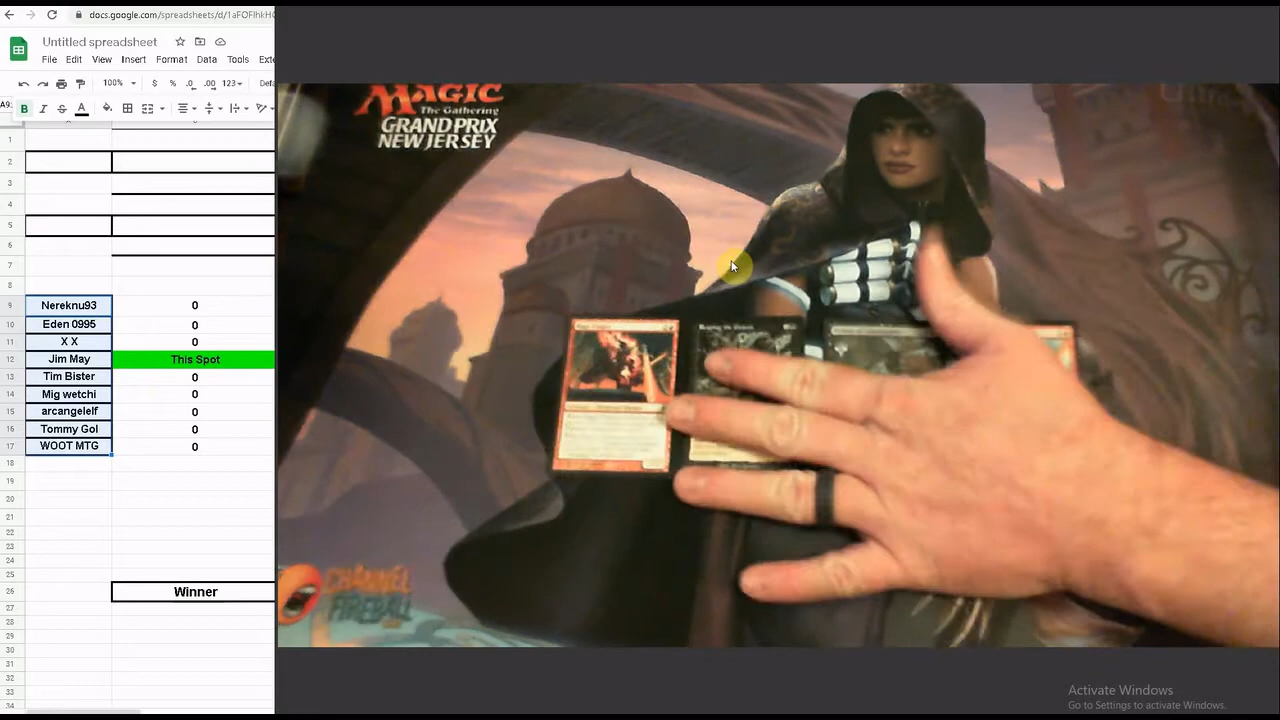 docs.google.com/spreadsheets/d/1aFOFIhkH
Untitled spreadsheet
File Edit View Insert Format Data Tools
100% $ % .0 .00 123
B I S A
1
2
3
4
5
6
7
8
9 Nereknu93 0
10 Eden 0995 0
11 X X 0
12 Jim May This Spot
13 Tim Bister 0
14 Mig wetchi 0
15 arcangelelf 0
16 Tommy Gol 0
17 WOOT MTG 0
18
19
20
21
22
23
24
25
26 Winner
27
28
29
30
31
32
33
34
MAGIC
The Gathering
GRAND PRIX
NEW JERSEY
CHANNEL
FIREBALL
Activate Windows
Go to Settings to activate Windows.